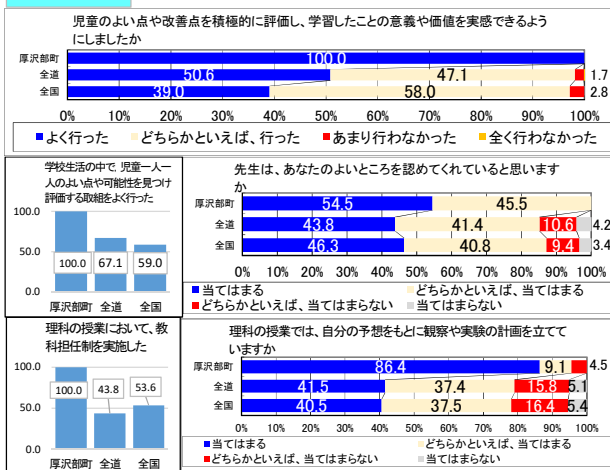 児童のよい点や改善点を積極的に評価し、学習したことの意義や価値を実感できるよう
にしましたか
厚沢部町 100.0
全道 50.6 47.1 1.7
全国 39.0 58.0 2.8
0% 10% 20% 30% 40% 50% 60% 70% 80% 90% 100%
■よく行った どちらかといえば、行った ■あまり行わなかった ■全く行わなかった
学校生活の中で、児童一人一
人のよい点や可能性を見つけ
評価する取組をよく行った
100.0
50.0
0.0
100.0 67.1 59.0
厚沢部町 全道 全国
先生は、あなたのよいところを認めてくれていると思います
か
厚沢部町 54.5 45.5
全道 43.8 41.4 10.6 4.2
全国 46.3 40.8 9.4 3.4
0% 10% 20% 30% 40% 50% 60% 70% 80% 90% 100%
■当てはまる どちらかといえば、当てはまる
■どちらかといえば、当てはまらない ■当てはまらない
理科の授業において、教
科担任制を実施した
100.0
50.0
0.0
100.0 43.8 53.6
厚沢部町 全道 全国
理科の授業では、自分の予想をもとに観察や実験の計画を立てて
いますか
厚沢部町 86.4 9.1 4.5
全道 41.5 37.4 15.8 5.1
全国 40.5 37.5 16.4 5.4
0% 10% 20% 30% 40% 50% 60% 70% 80% 90% 100%
■当てはまる どちらかといえば、当てはまる
■どちらかといえば、当てはまらない ■当てはまらない